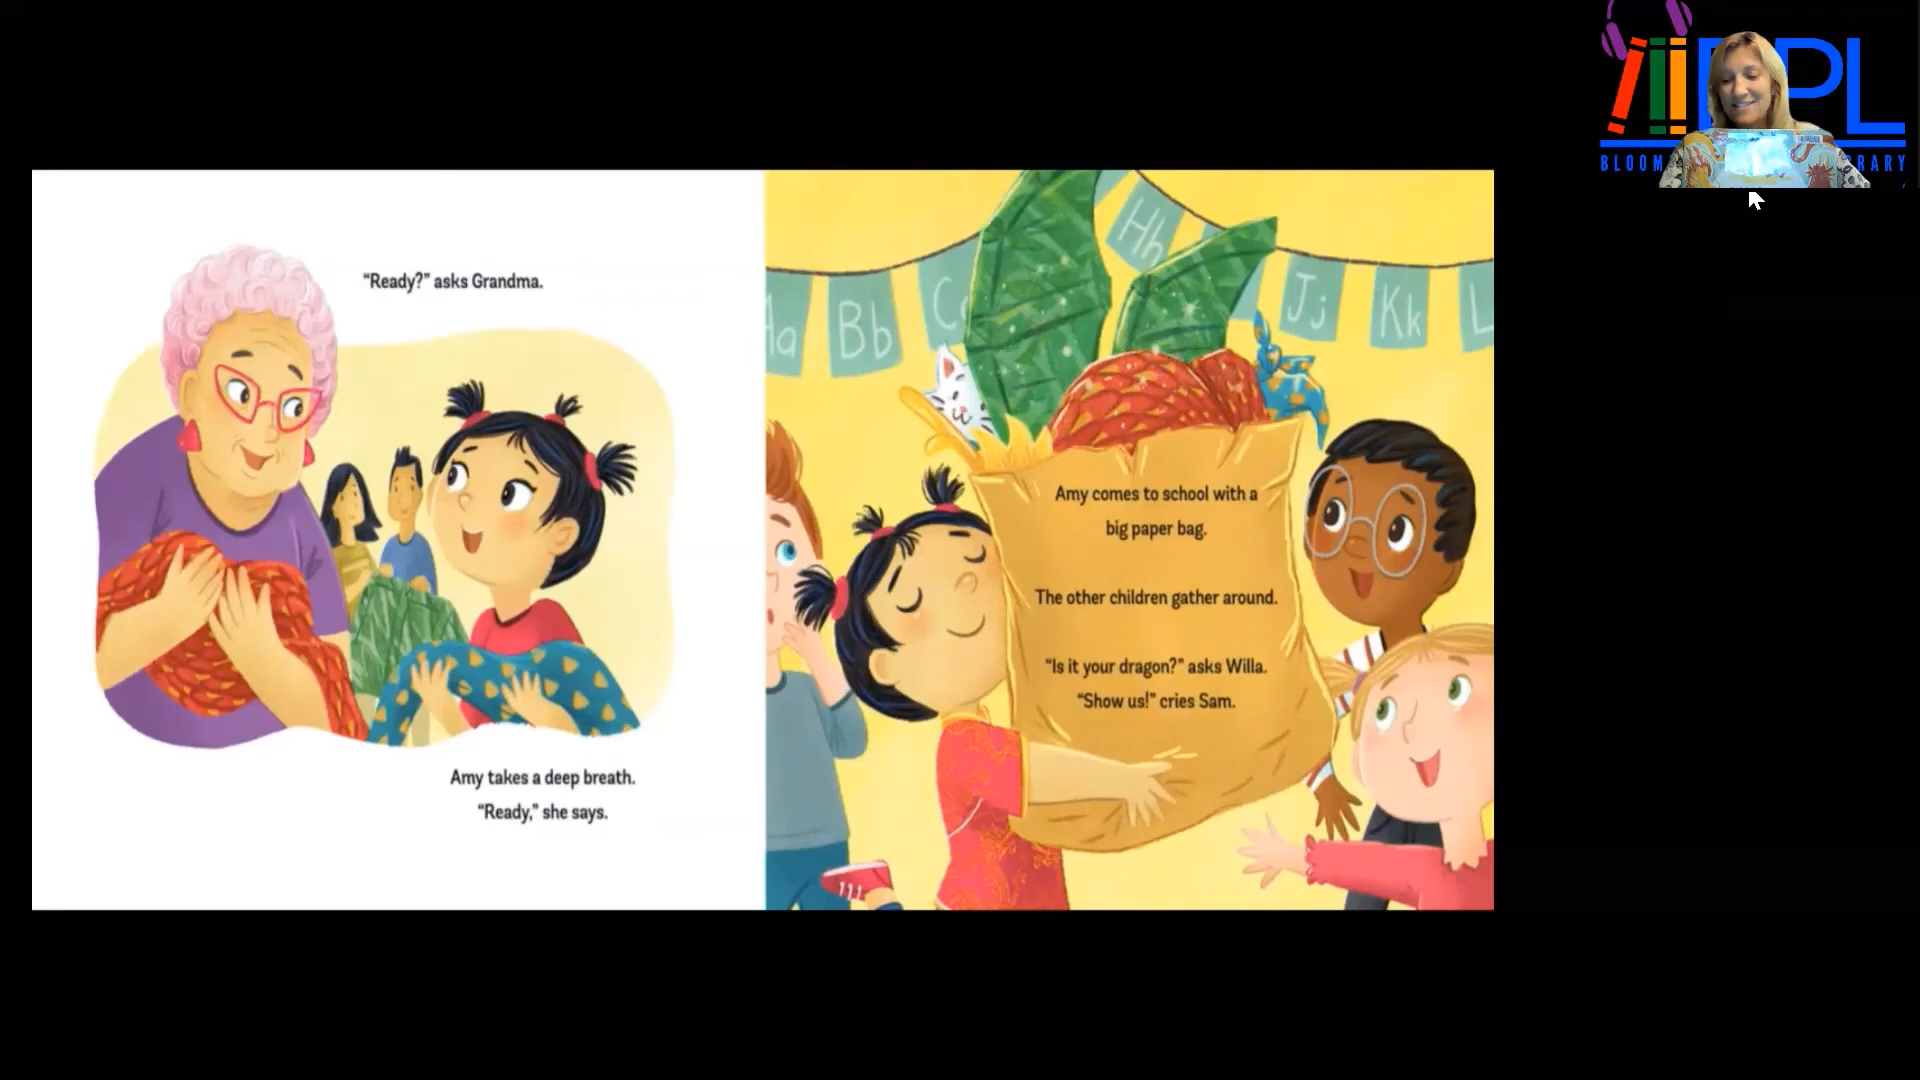 “Ready?” asks Grandma.
Amy takes a deep breath.
“Ready,” she says.
Aa
Bb
Hh
Jj
Kk
L
Amy comes to school with a
big paper bag.
The other children gather around.
“Is it your dragon?” asks Willa.
“Show us!” cries Sam.
PL